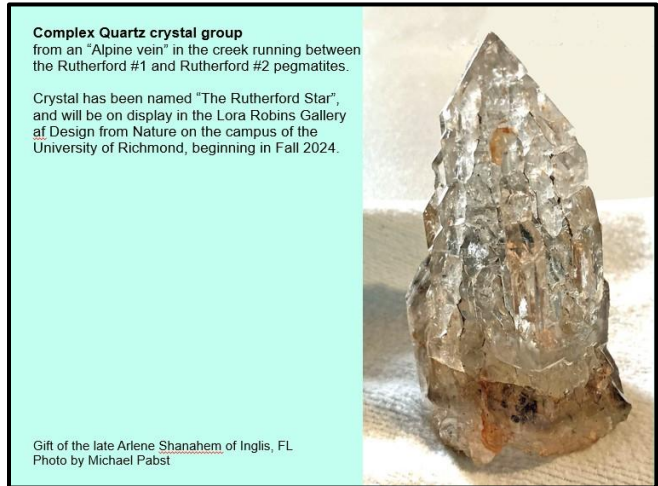 Complex Quartz crystal group
from an "Alpine vein" in the creek running between
the Rutherford #1 and Rutherford #2 pegmatites.
Crystal has been named "The Rutherford Star",
and will be on display in the Lora Robins Gallery
af Design from Nature on the campus of the
University of Richmond, beginning in Fall 2024.
Gift of the late Arlene Shanahem of Inglis, FL
Photo by Michael Pabst